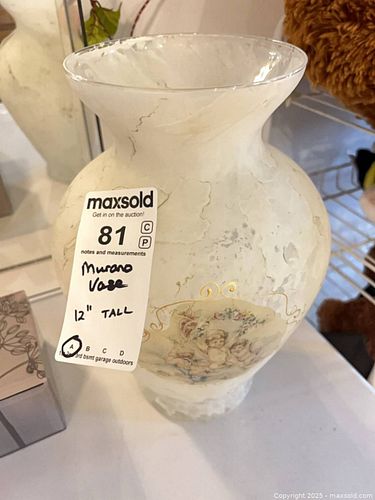 maxsold
Get in on the auction!
81
C
P
notes and measurements
Murano
Vase
12" TALL
A B C D
bsmt garage outdoors
Copyright 2025 - maxsold.com